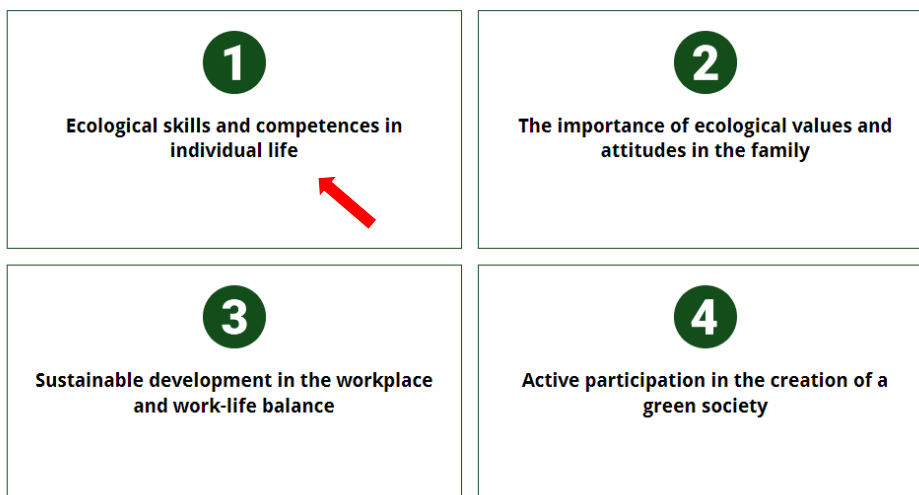 1
Ecological skills and competences in
individual life
2
The importance of ecological values and
attitudes in the family
3
Sustainable development in the workplace
and work-life balance
4
Active participation in the creation of a
green society